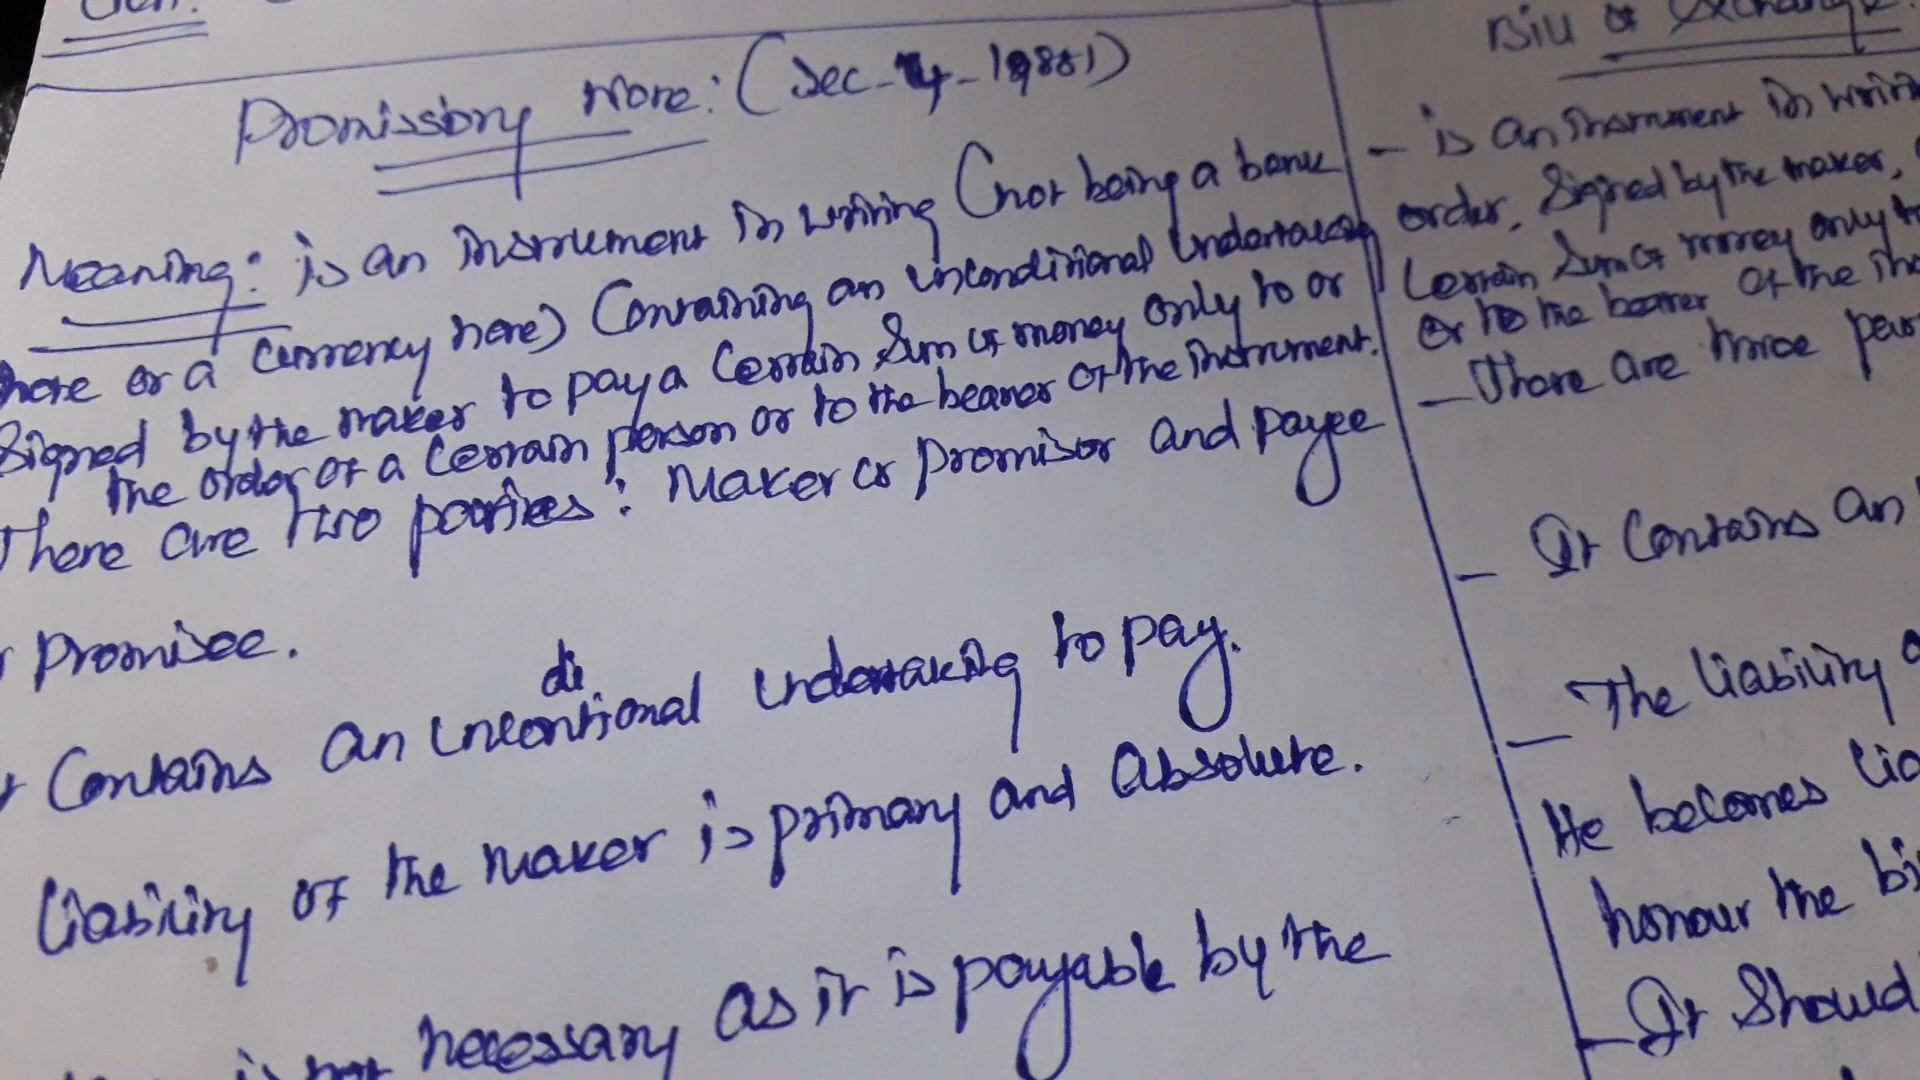 Promissory Note: (Sec-4-1881)
Meaning: is an instrument in writing (not being a bank
note or a currency note) Containing an unconditional Undertaking
Signed by the maker to pay a Certain Sum of money only to or
the order of a Certain person or to the bearer of the instrument.
There are two parties: Maker or Promisor and Payee
Promisee.
Contains an uncontional undertaking to pay.
di
liability of the Maker is primary and Absolute.
is not necessary as it is payable by the
Bill of Exchange
- is an instrument in
order, Signed by the maker,
Certain Sum of money only
or to the bearer of the
- There are three
- It Contains an
- The liability
He becomes
honour the
- It Should